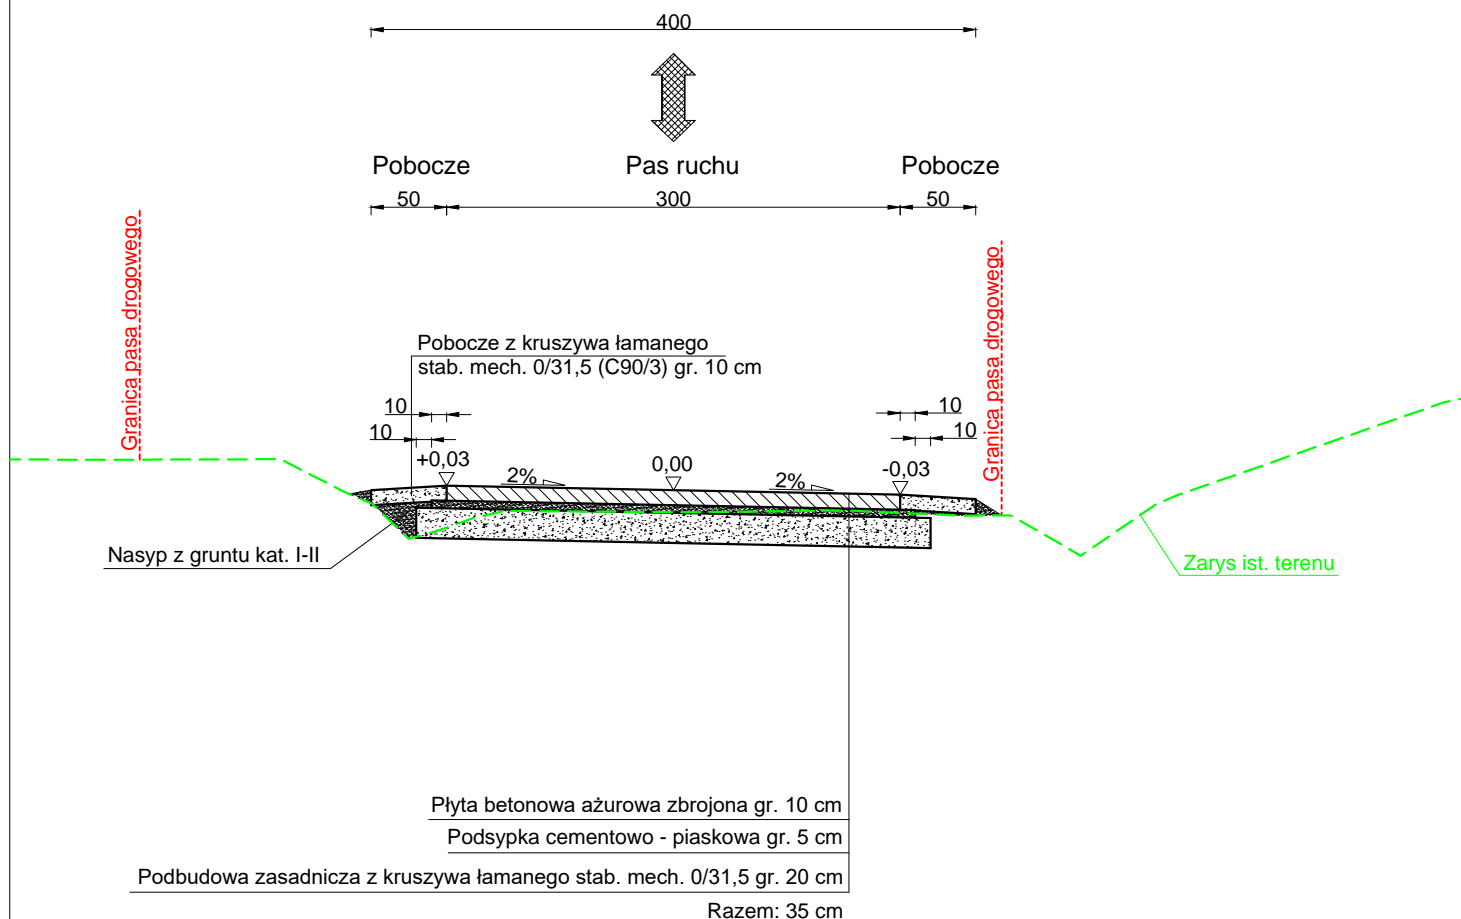 400
Pobocze
Pas ruchu
Pobocze
50
300
50
Granica pasa drogowego
Granica pasa drogowego
Pobocze z kruszywa łamanego
stab. mech. 0/31,5 (C90/3) gr. 10 cm
10
10
10
10
+0,03
2%
0,00
2%
-0,03
Nasyp z gruntu kat. I-II
Zarys ist. terenu
Płyta betonowa ażurowa zbrojona gr. 10 cm
Podsypka cementowo - piaskowa gr. 5 cm
Podbudowa zasadnicza z kruszywa łamanego stab. mech. 0/31,5 gr. 20 cm
Razem: 35 cm